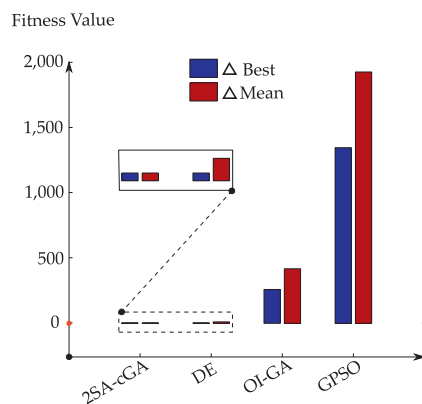 Fitness Value
2,000
△ Best
△ Mean
1,500
1,000
500
0
2SA-cGA
DE
OI-GA
GPSO